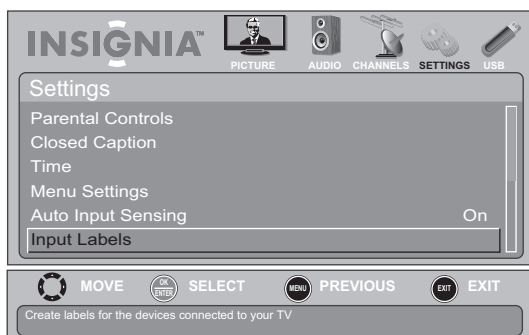 INSIGNIA™
PICTURE AUDIO CHANNELS SETTINGS USB
Settings
Parental Controls
Closed Caption
Time
Menu Settings
Auto Input Sensing On
Input Labels
MOVE OK ENTER SELECT MENU PREVIOUS EXIT EXIT
Create labels for the devices connected to your TV